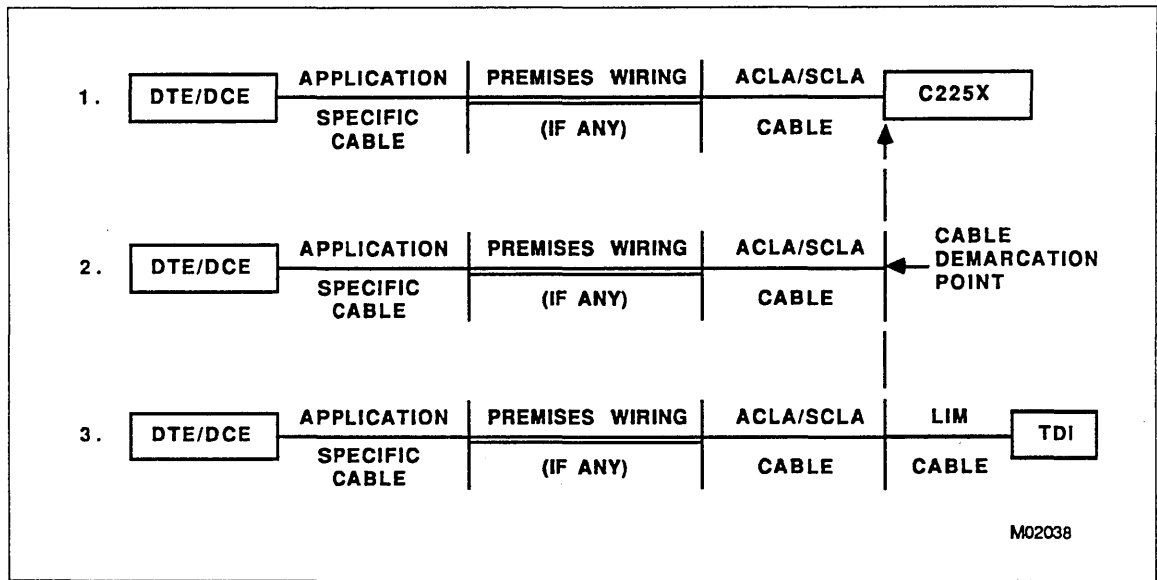 1. DTE/DCE APPLICATION PREMISES WIRING ACLA/SCLA C225X
SPECIFIC (IF ANY) CABLE
CABLE
2. DTE/DCE APPLICATION PREMISES WIRING ACLA/SCLA CABLE
DEMARCATION
POINT
SPECIFIC (IF ANY) CABLE
CABLE
3. DTE/DCE APPLICATION PREMISES WIRING ACLA/SCLA LIM TDI
SPECIFIC (IF ANY) CABLE CABLE
CABLE
M02038